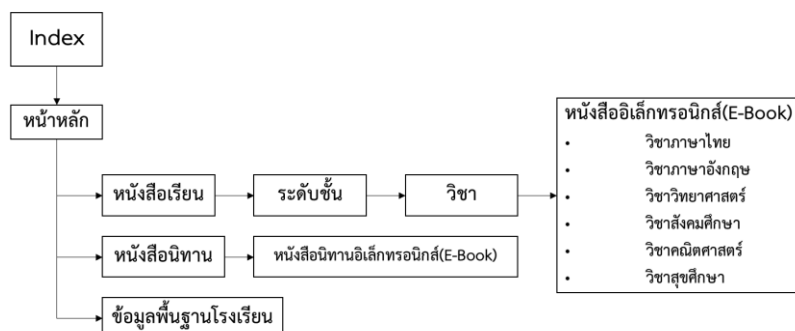 Index
หน้าหลัก
หนังสือเรียน
ระดับชั้น
วิชา
หนังสืออิเล็กทรอนิกส์(E-Book)
• วิชาภาษาไทย
• วิชาภาษาอังกฤษ
• วิชาวิทยาศาสตร์
• วิชาสังคมศึกษา
• วิชาคณิตศาสตร์
• วิชาสุขศึกษา
หนังสือนิทาน
หนังสือนิทานอิเล็กทรอนิกส์(E-Book)
ข้อมูลพื้นฐานโรงเรียน